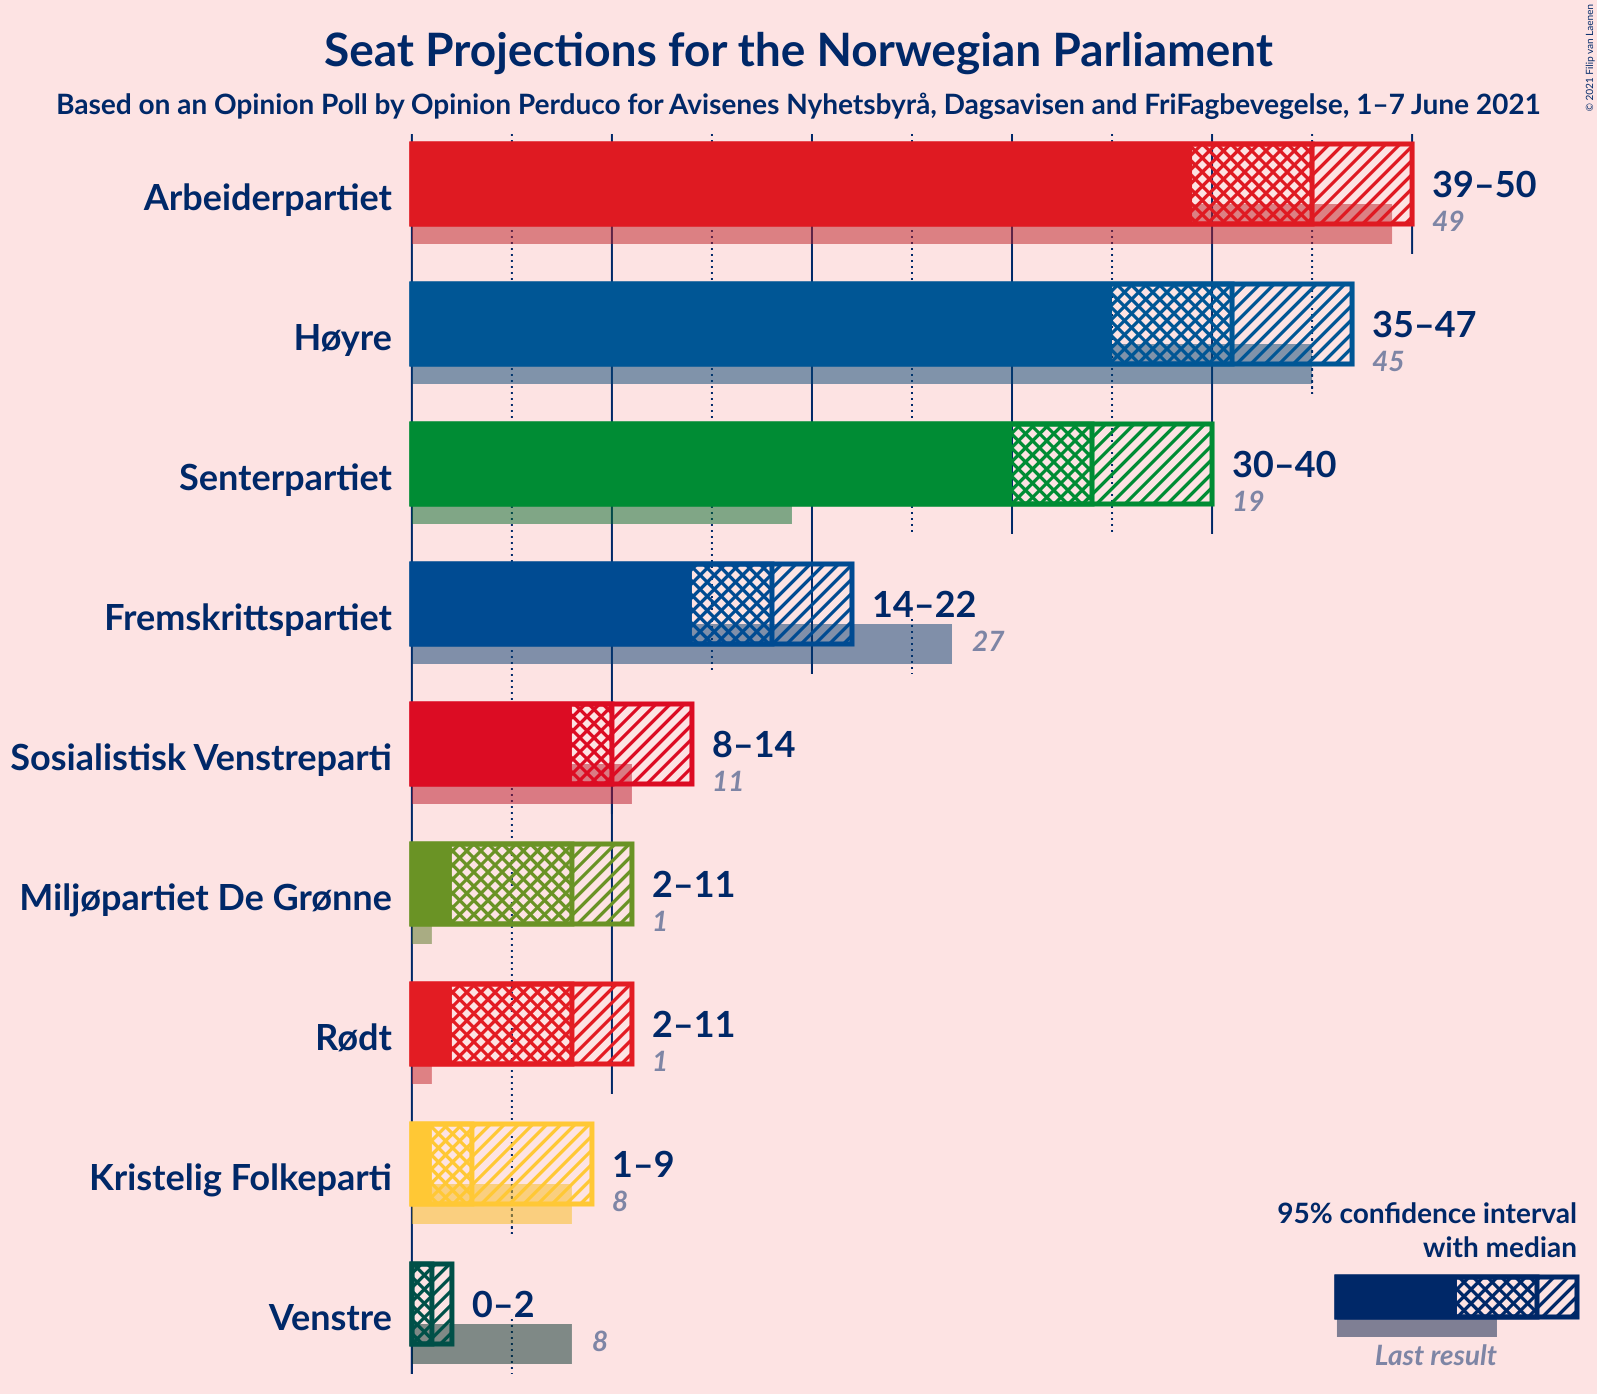 Seat Projections for the Norwegian Parliament
Based on an Opinion Poll by Opinion Perduco for Avisenes Nyhetsbyrå, Dagsavisen and FriFagbevegelse, 1–7 June 2021
© 2021 Filip van Laenen
Arbeiderpartiet
39–50
49
Høyre
35–47
45
Senterpartiet
30–40
19
Fremskrittspartiet
14–22
27
Sosialistisk Venstreparti
8–14
11
Miljøpartiet De Grønne
2–11
1
Rødt
2–11
1
Kristelig Folkeparti
1–9
8
Venstre
0–2
8
95% confidence interval
with median
Last result